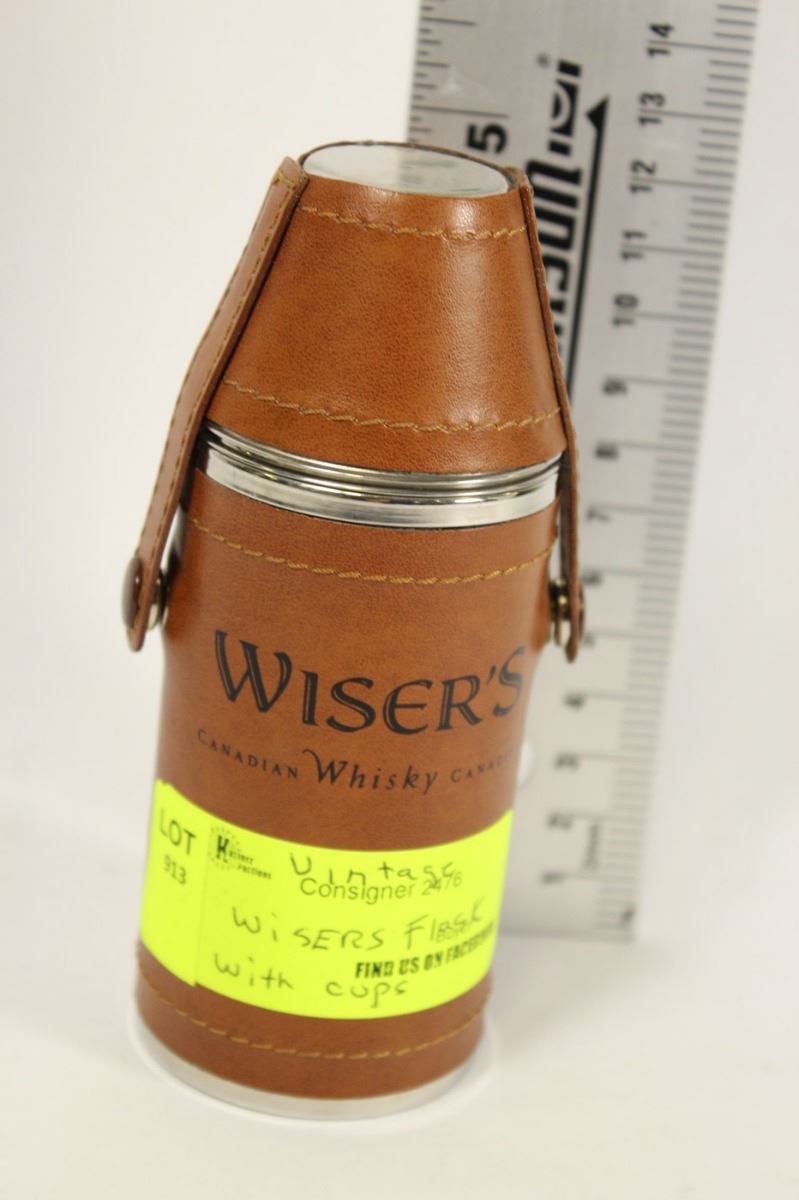 5
14
13
12
11
10
9
8
7
6
5
4
3
2
1
WISER'S
CANADIAN Whisky
LOT
913
Vintage
Consigner 2476
WISERS Flask
FIND US ON FACEBOOK
with cups